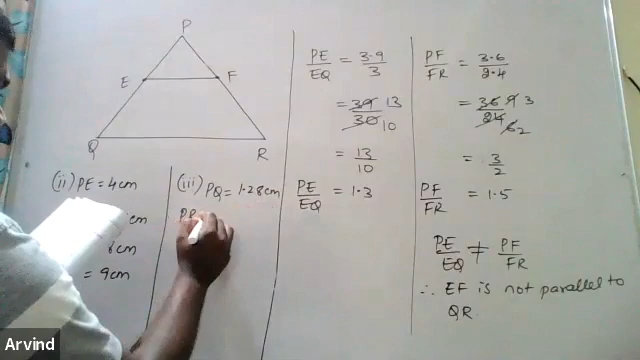 P
E
F
Q
R
(ii) PE = 4cm
cm
cm
= 9cm
(iii) PQ = 1.28cm
PR
PE/EQ = 3.9/3
= 39/30 13 10
= 13/10
PE/EQ = 1.3
PF/FR = 3.6/2.4
= 36/24 9 3 6 2
= 3/2
PF/FR = 1.5
PE/EQ ≠ PF/FR
∴ EF is not parallel to
QR.
Arvind